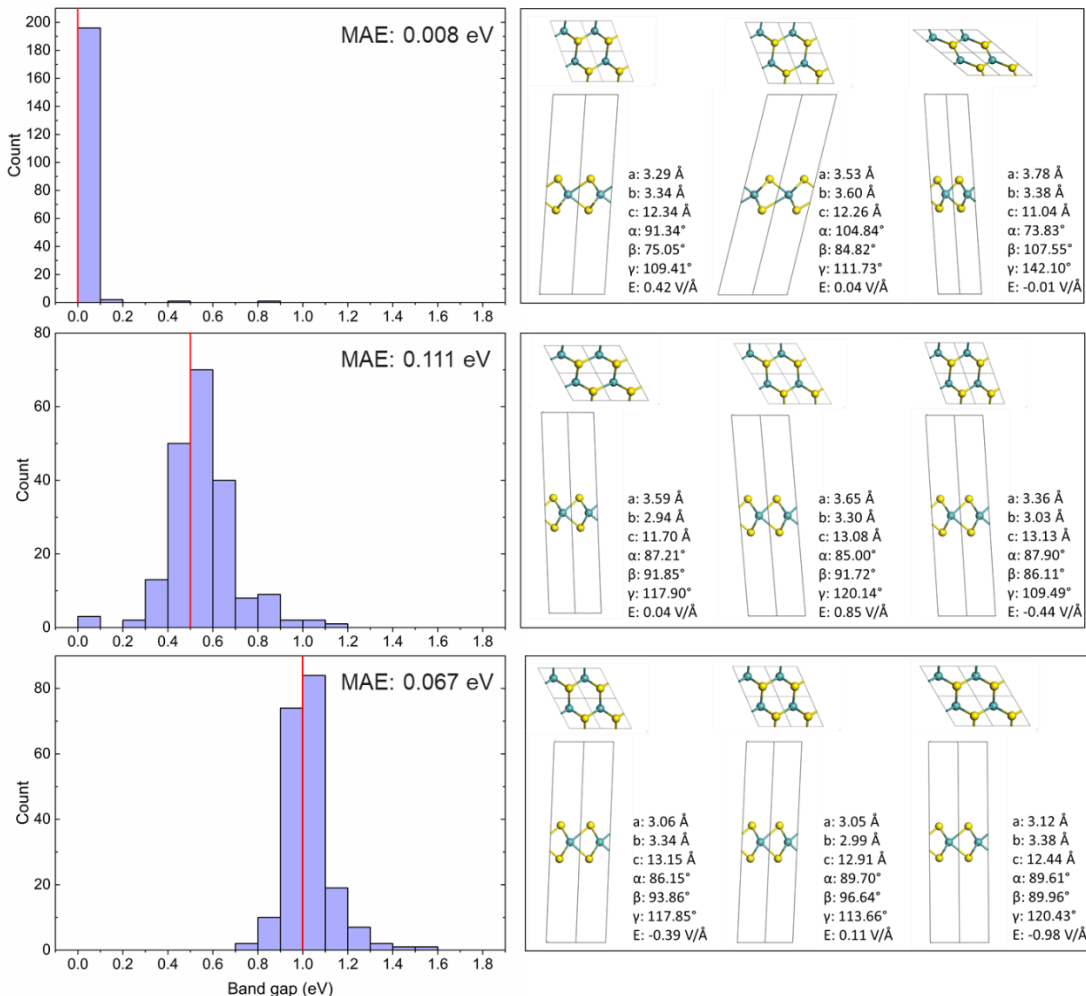 MAE: 0.008 eV
Count
200
180
160
140
120
100
80
60
40
20
0
0.0 0.2 0.4 0.6 0.8 1.0 1.2 1.4 1.6 1.8
a: 3.29 Å
b: 3.34 Å
c: 12.34 Å
α: 91.34°
β: 75.05°
γ: 109.41°
E: 0.42 V/Å
a: 3.53 Å
b: 3.60 Å
c: 12.26 Å
α: 104.84°
β: 84.82°
γ: 111.73°
E: 0.04 V/Å
a: 3.78 Å
b: 3.38 Å
c: 11.04 Å
α: 73.83°
β: 107.55°
γ: 142.10°
E: -0.01 V/Å
MAE: 0.111 eV
Count
80
60
40
20
0
0.0 0.2 0.4 0.6 0.8 1.0 1.2 1.4 1.6 1.8
a: 3.59 Å
b: 2.94 Å
c: 11.70 Å
α: 87.21°
β: 91.85°
γ: 117.90°
E: 0.04 V/Å
a: 3.65 Å
b: 3.30 Å
c: 13.08 Å
α: 85.00°
β: 91.72°
γ: 120.14°
E: 0.85 V/Å
a: 3.36 Å
b: 3.03 Å
c: 13.13 Å
α: 87.90°
β: 86.11°
γ: 109.49°
E: -0.44 V/Å
MAE: 0.067 eV
Count
80
60
40
20
0
0.0 0.2 0.4 0.6 0.8 1.0 1.2 1.4 1.6 1.8
Band gap (eV)
a: 3.06 Å
b: 3.34 Å
c: 13.15 Å
α: 86.15°
β: 93.86°
γ: 117.85°
E: -0.39 V/Å
a: 3.05 Å
b: 2.99 Å
c: 12.91 Å
α: 89.70°
β: 96.64°
γ: 113.66°
E: 0.11 V/Å
a: 3.12 Å
b: 3.38 Å
c: 12.44 Å
α: 89.61°
β: 89.96°
γ: 120.43°
E: -0.98 V/Å